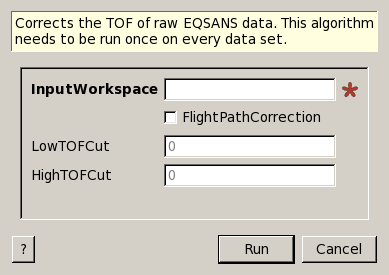 Corrects the TOF of raw EQSANS data. This algorithm
needs to be run once on every data set.
InputWorkspace *
FlightPathCorrection
LowTOFCut 0
HighTOFCut 0
? Run Cancel